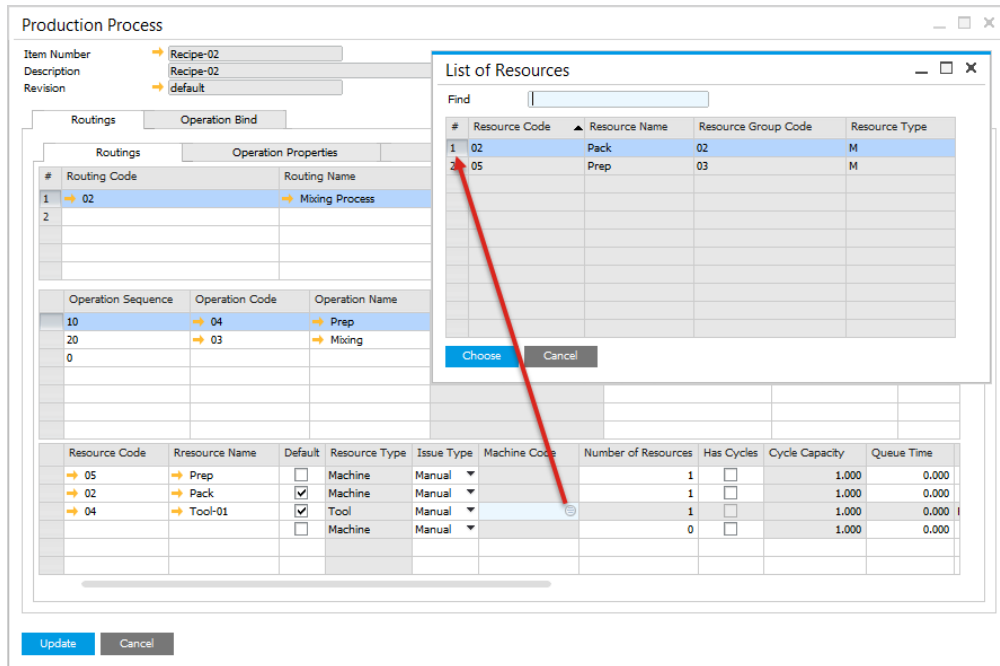 Production Process
Item Number Recipe-02
Description Recipe-02
Revision default
Routings Operation Bind
Routings Operation Properties
# Routing Code Routing Name
1 02 Mixing Process
2
Operation Sequence Operation Code Operation Name
10 04 Prep
20 03 Mixing
0
List of Resources
Find
# Resource Code Resource Name Resource Group Code Resource Type
1 02 Pack 02 M
2 05 Prep 03 M
Choose Cancel
Resource Code Rresource Name Default Resource Type Issue Type Machine Code Number of Resources Has Cycles Cycle Capacity Queue Time
05 Prep Machine Manual 1 1.000 0.000
02 Pack Machine Manual 1 1.000 0.000
04 Tool-01 Tool Manual 1 1.000 0.000
Machine Manual 0 1.000 0.000
Update Cancel